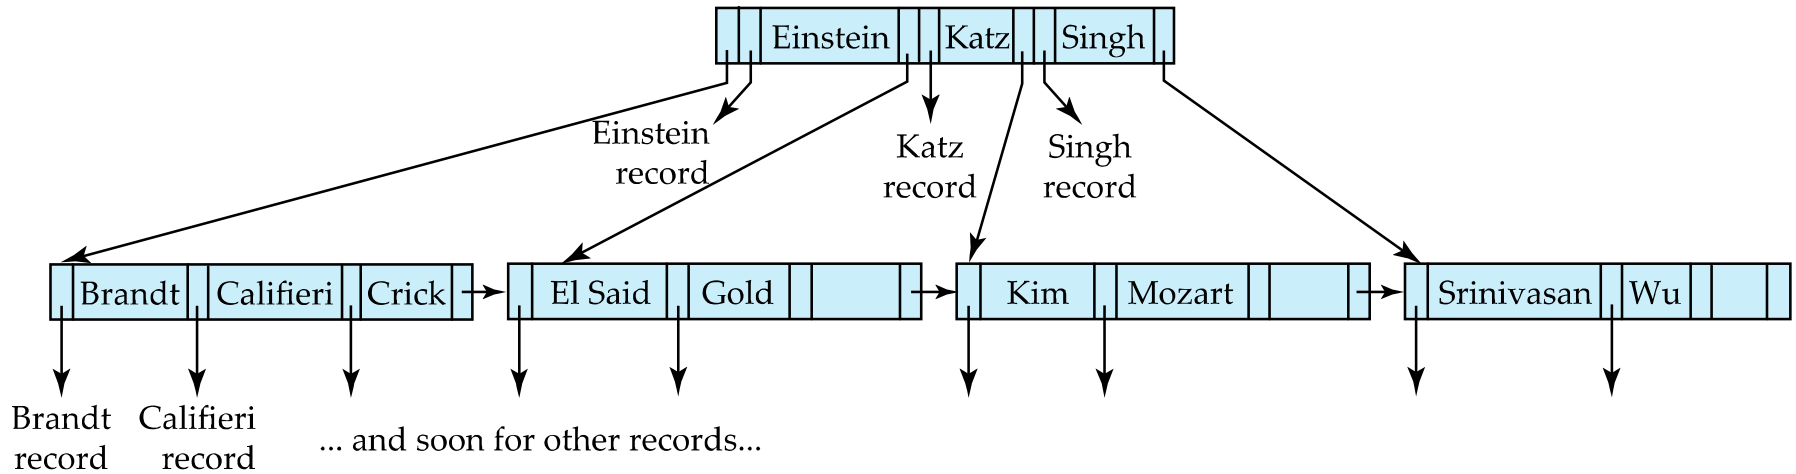 Einstein Katz Singh
Einstein
record
Katz
record
Singh
record
Brandt Califieri Crick El Said Gold Kim Mozart Srinivasan Wu
Brandt
record
Califieri
record
... and soon for other records...